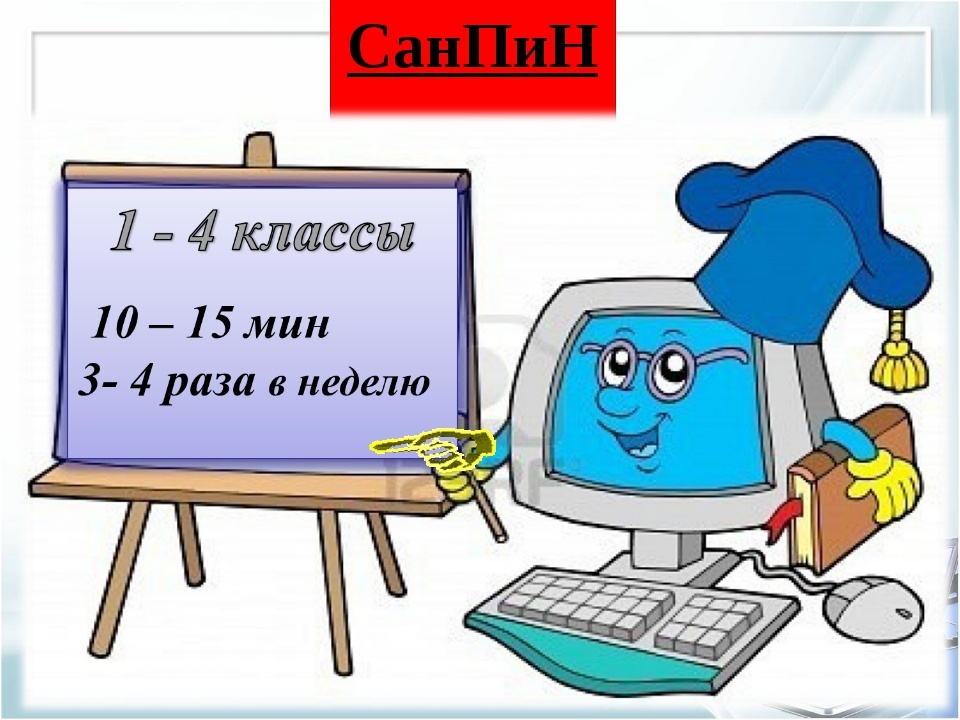 СанПиН
1 - 4 классы
10 – 15 мин
3- 4 раза в неделю